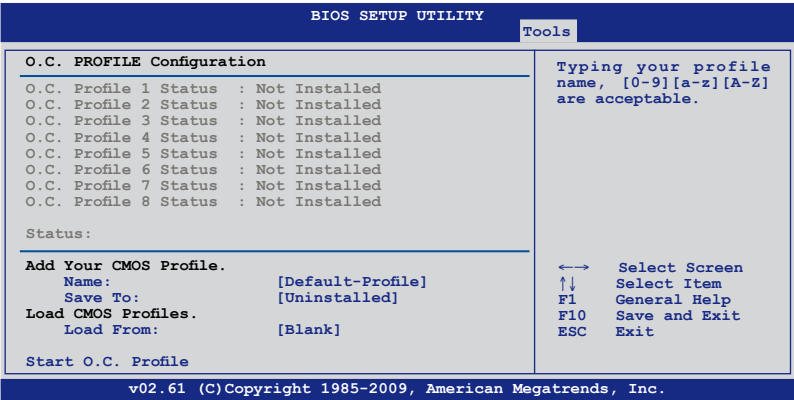 BIOS SETUP UTILITY
Tools
O.C. PROFILE Configuration
O.C. Profile 1 Status : Not Installed
O.C. Profile 2 Status : Not Installed
O.C. Profile 3 Status : Not Installed
O.C. Profile 4 Status : Not Installed
O.C. Profile 5 Status : Not Installed
O.C. Profile 6 Status : Not Installed
O.C. Profile 7 Status : Not Installed
O.C. Profile 8 Status : Not Installed
Status:
Add Your CMOS Profile.
Name: [Default-Profile]
Save To: [Uninstalled]
Load CMOS Profiles.
Load From: [Blank]
Start O.C. Profile
Typing your profile
name, [0-9][a-z][A-Z]
are acceptable.
←→ Select Screen
↑↓ Select Item
F1 General Help
F10 Save and Exit
ESC Exit
v02.61 (C)Copyright 1985-2009, American Megatrends, Inc.